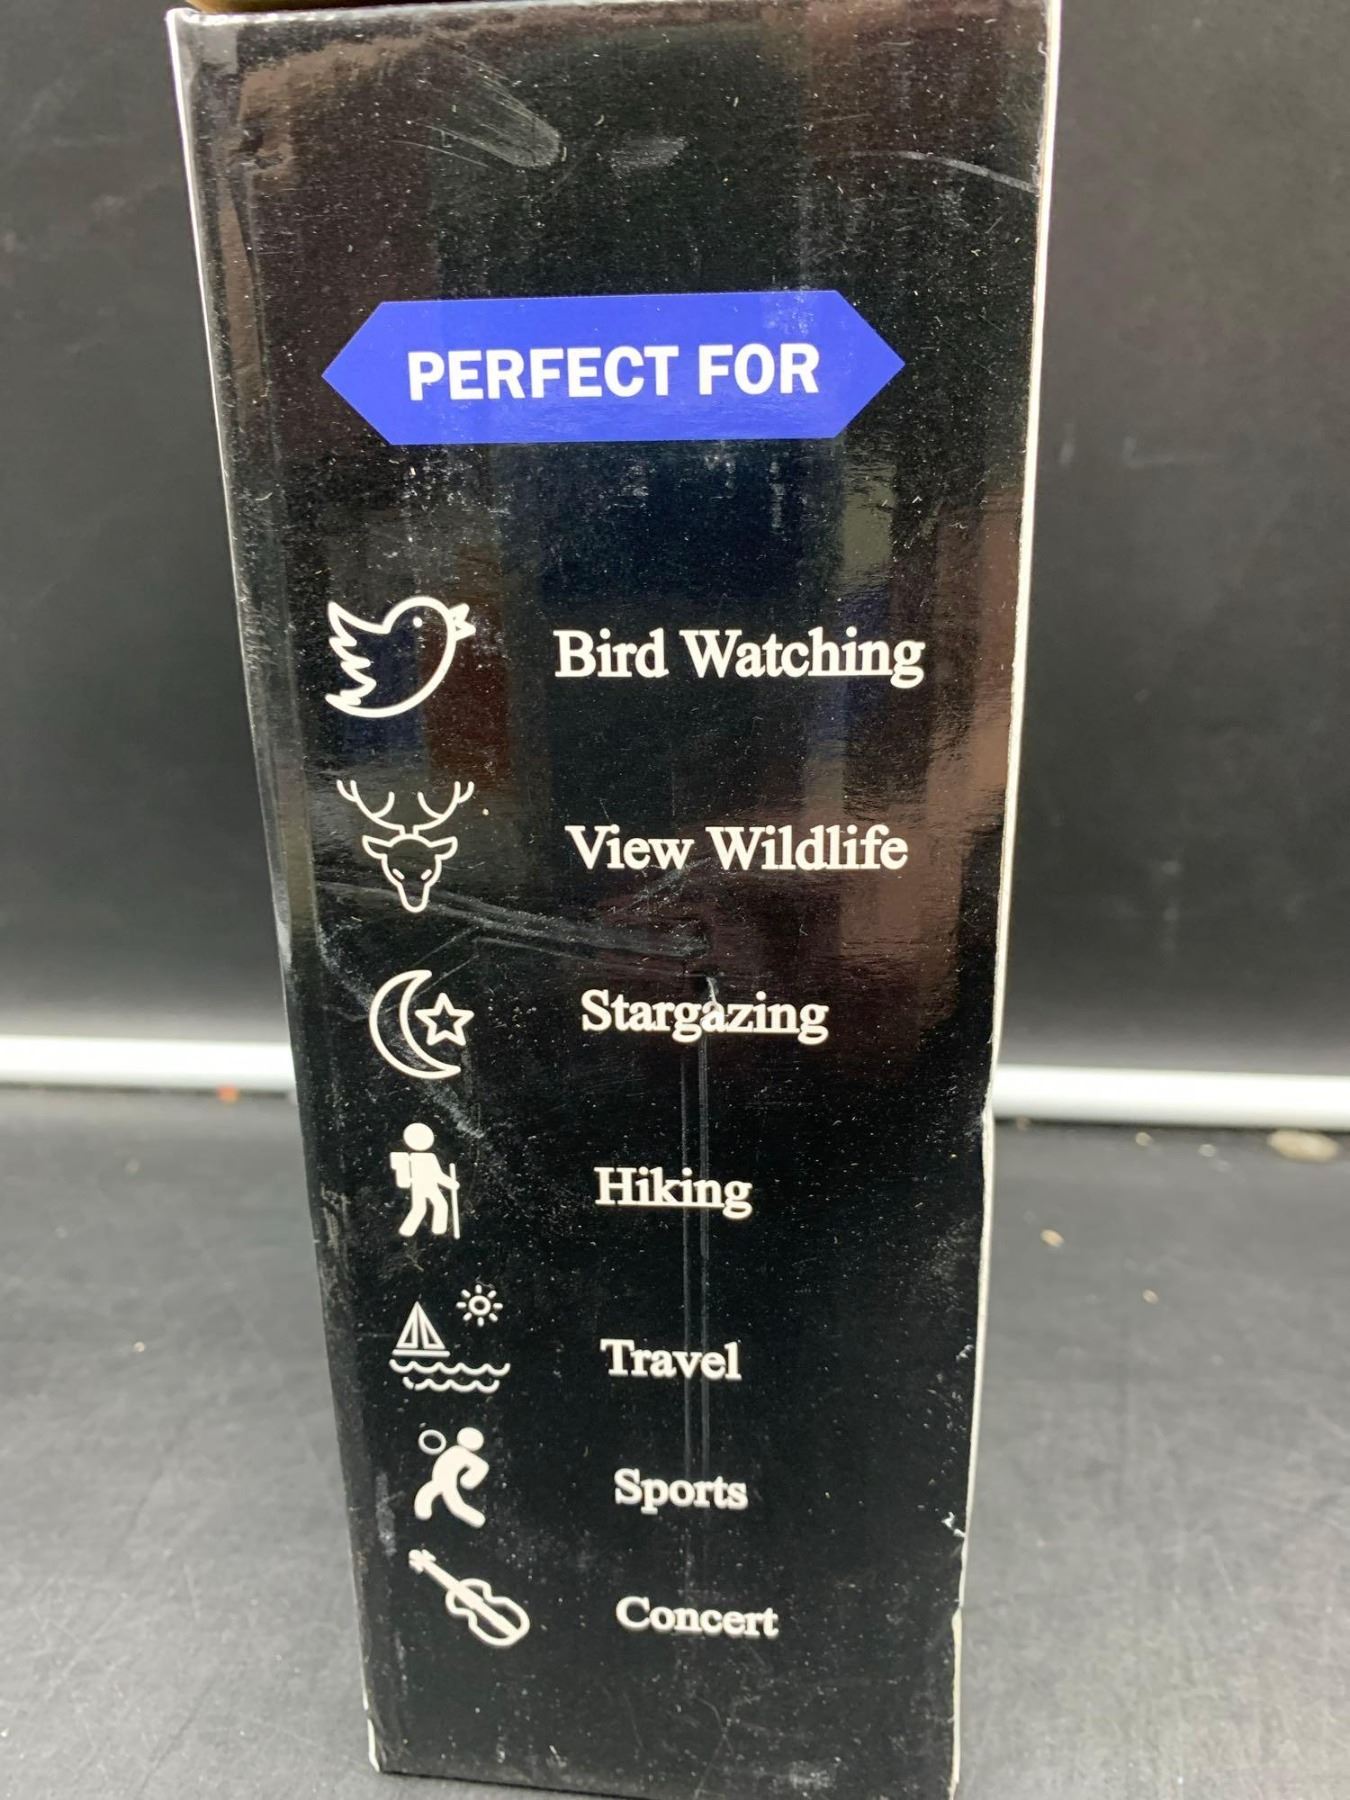 PERFECT FOR
Bird Watching
View Wildlife
Stargazing
Hiking
Travel
Sports
Concert